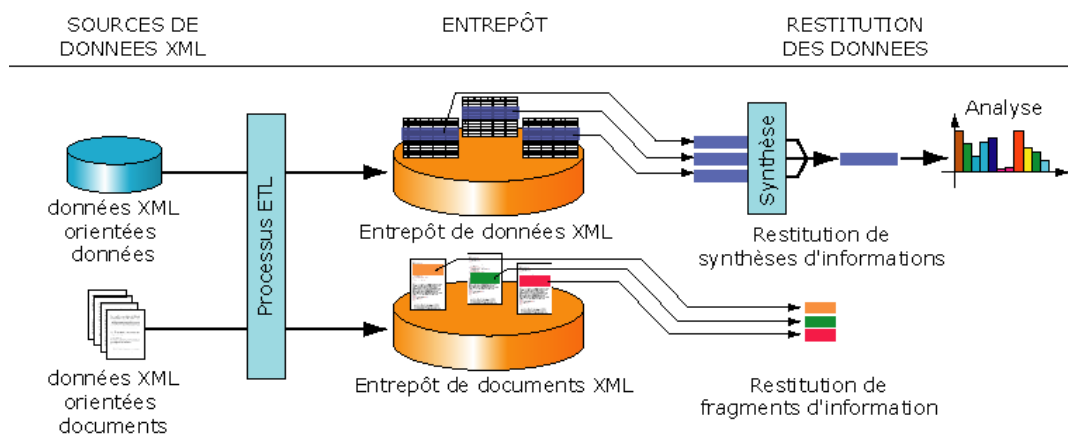 SOURCES DE
DONNEES XML
ENTREPÔT
RESTITUTION
DES DONNEES
données XML
orientées
données
Processus ETL
Entrepôt de données XML
Synthèse
Analyse
Restitution de
synthèses d'informations
données XML
orientées
documents
Entrepôt de documents XML
Restitution de
fragments d'information